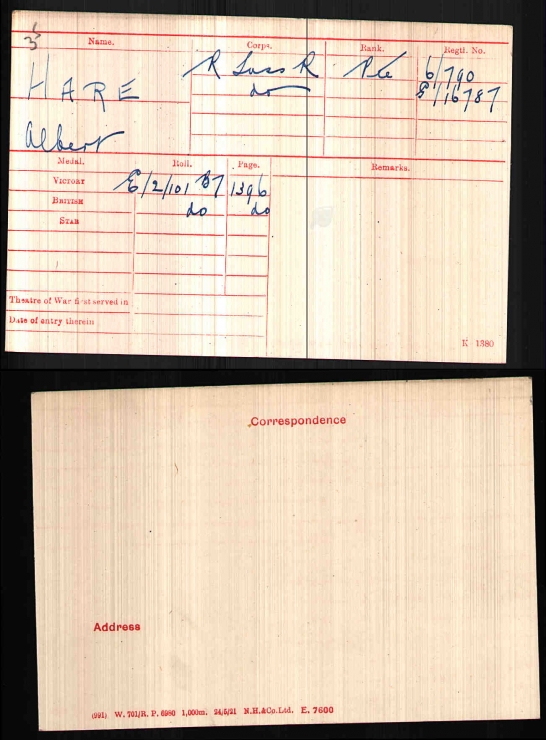 3
Name. Corps. Rank. Regtl. No.
HARE R Suss R Pte G/790
do G/16787
Albert
Medal. Roll. Page. Remarks.
Victory E/2/101 B7 1396
British do do
Star
Theatre of War first served in
Date of entry therein
K 1380
Correspondence
Address
(991) W. 701/R. P. 6980 1,000m. 24/5/21 N.H.&Co.Ltd. E. 7600